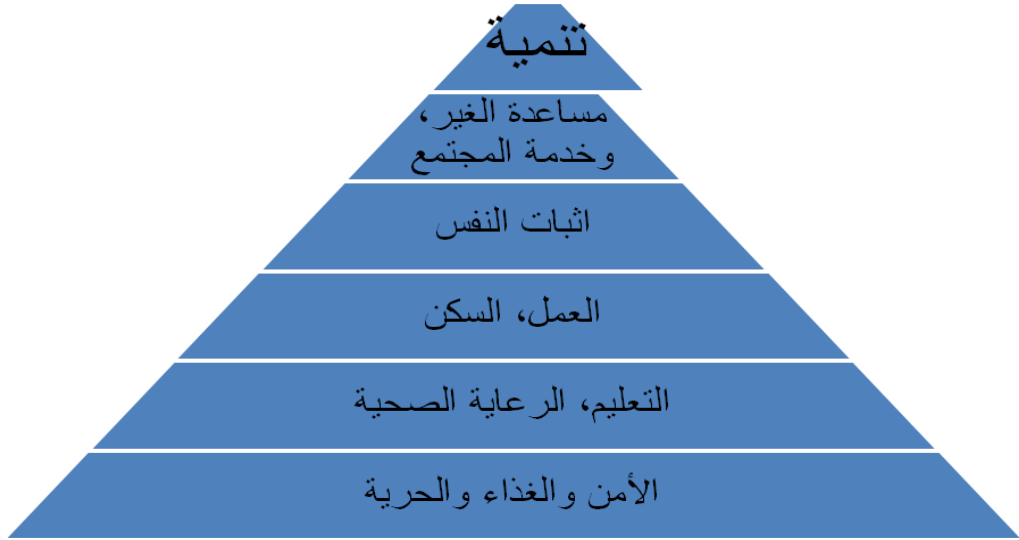 تنمية
مساعدة الغير،
وخدمة المجتمع
اثبات النفس
العمل، السكن
التعليم، الرعاية الصحية
الأمن والغذاء والحرية